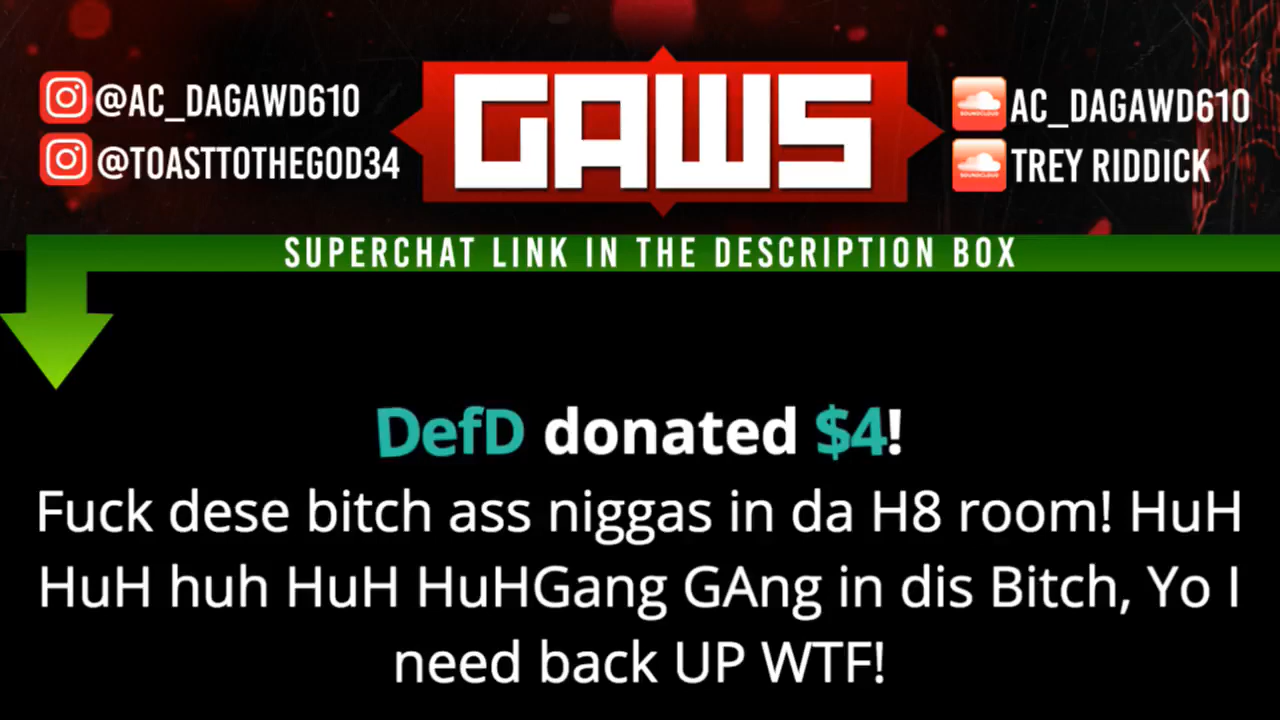 @AC_DAGAWD610
@TOASTTOTHEGOD34
GAWS
SOUNDCLOUD
AC_DAGAWD610
SOUNDCLOUD
TREY RIDDICK
SUPERCHAT LINK IN THE DESCRIPTION BOX
DefD donated $4!
Fuck dese bitch ass niggas in da H8 room! HuH
HuH huh HuH HuHGang GAng in dis Bitch, Yo I
need back UP WTF!